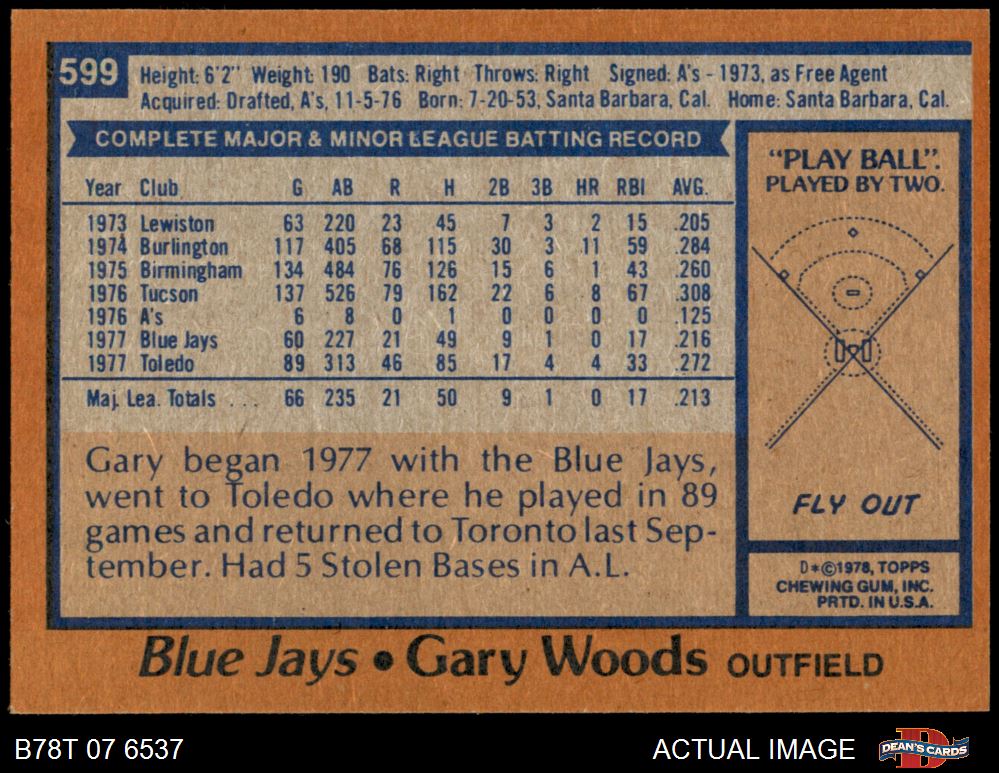 599
Height: 6'2" Weight: 190 Bats: Right Throws: Right Signed: A's - 1973, as Free Agent
Acquired: Drafted, A's, 11-5-76 Born: 7-20-53, Santa Barbara, Cal. Home: Santa Barbara, Cal.
COMPLETE MAJOR & MINOR LEAGUE BATTING RECORD
Year Club G AB R H 2B 3B HR RBI AVG.
1973 Lewiston 63 220 23 45 7 3 2 15 .205
1974 Burlington 117 405 68 115 30 3 11 59 .284
1975 Birmingham 134 484 76 126 15 6 1 43 .260
1976 Tucson 137 526 79 162 22 6 8 67 .308
1976 A's 6 8 0 1 0 0 0 0 .125
1977 Blue Jays 60 227 21 49 9 1 0 17 .216
1977 Toledo 89 313 46 85 17 4 4 33 .272
Maj. Lea. Totals . . . 66 235 21 50 9 1 0 17 .213
Gary began 1977 with the Blue Jays,
went to Toledo where he played in 89
games and returned to Toronto last Sep-
tember. Had 5 Stolen Bases in A.L.
"PLAY BALL".
PLAYED BY TWO.
FLY OUT
D*©1978, TOPPS
CHEWING GUM, INC.
PRTD. IN U.S.A.
Blue Jays • Gary Woods OUTFIELD
B78T 07 6537
ACTUAL IMAGE
D
DEAN'S CARDS